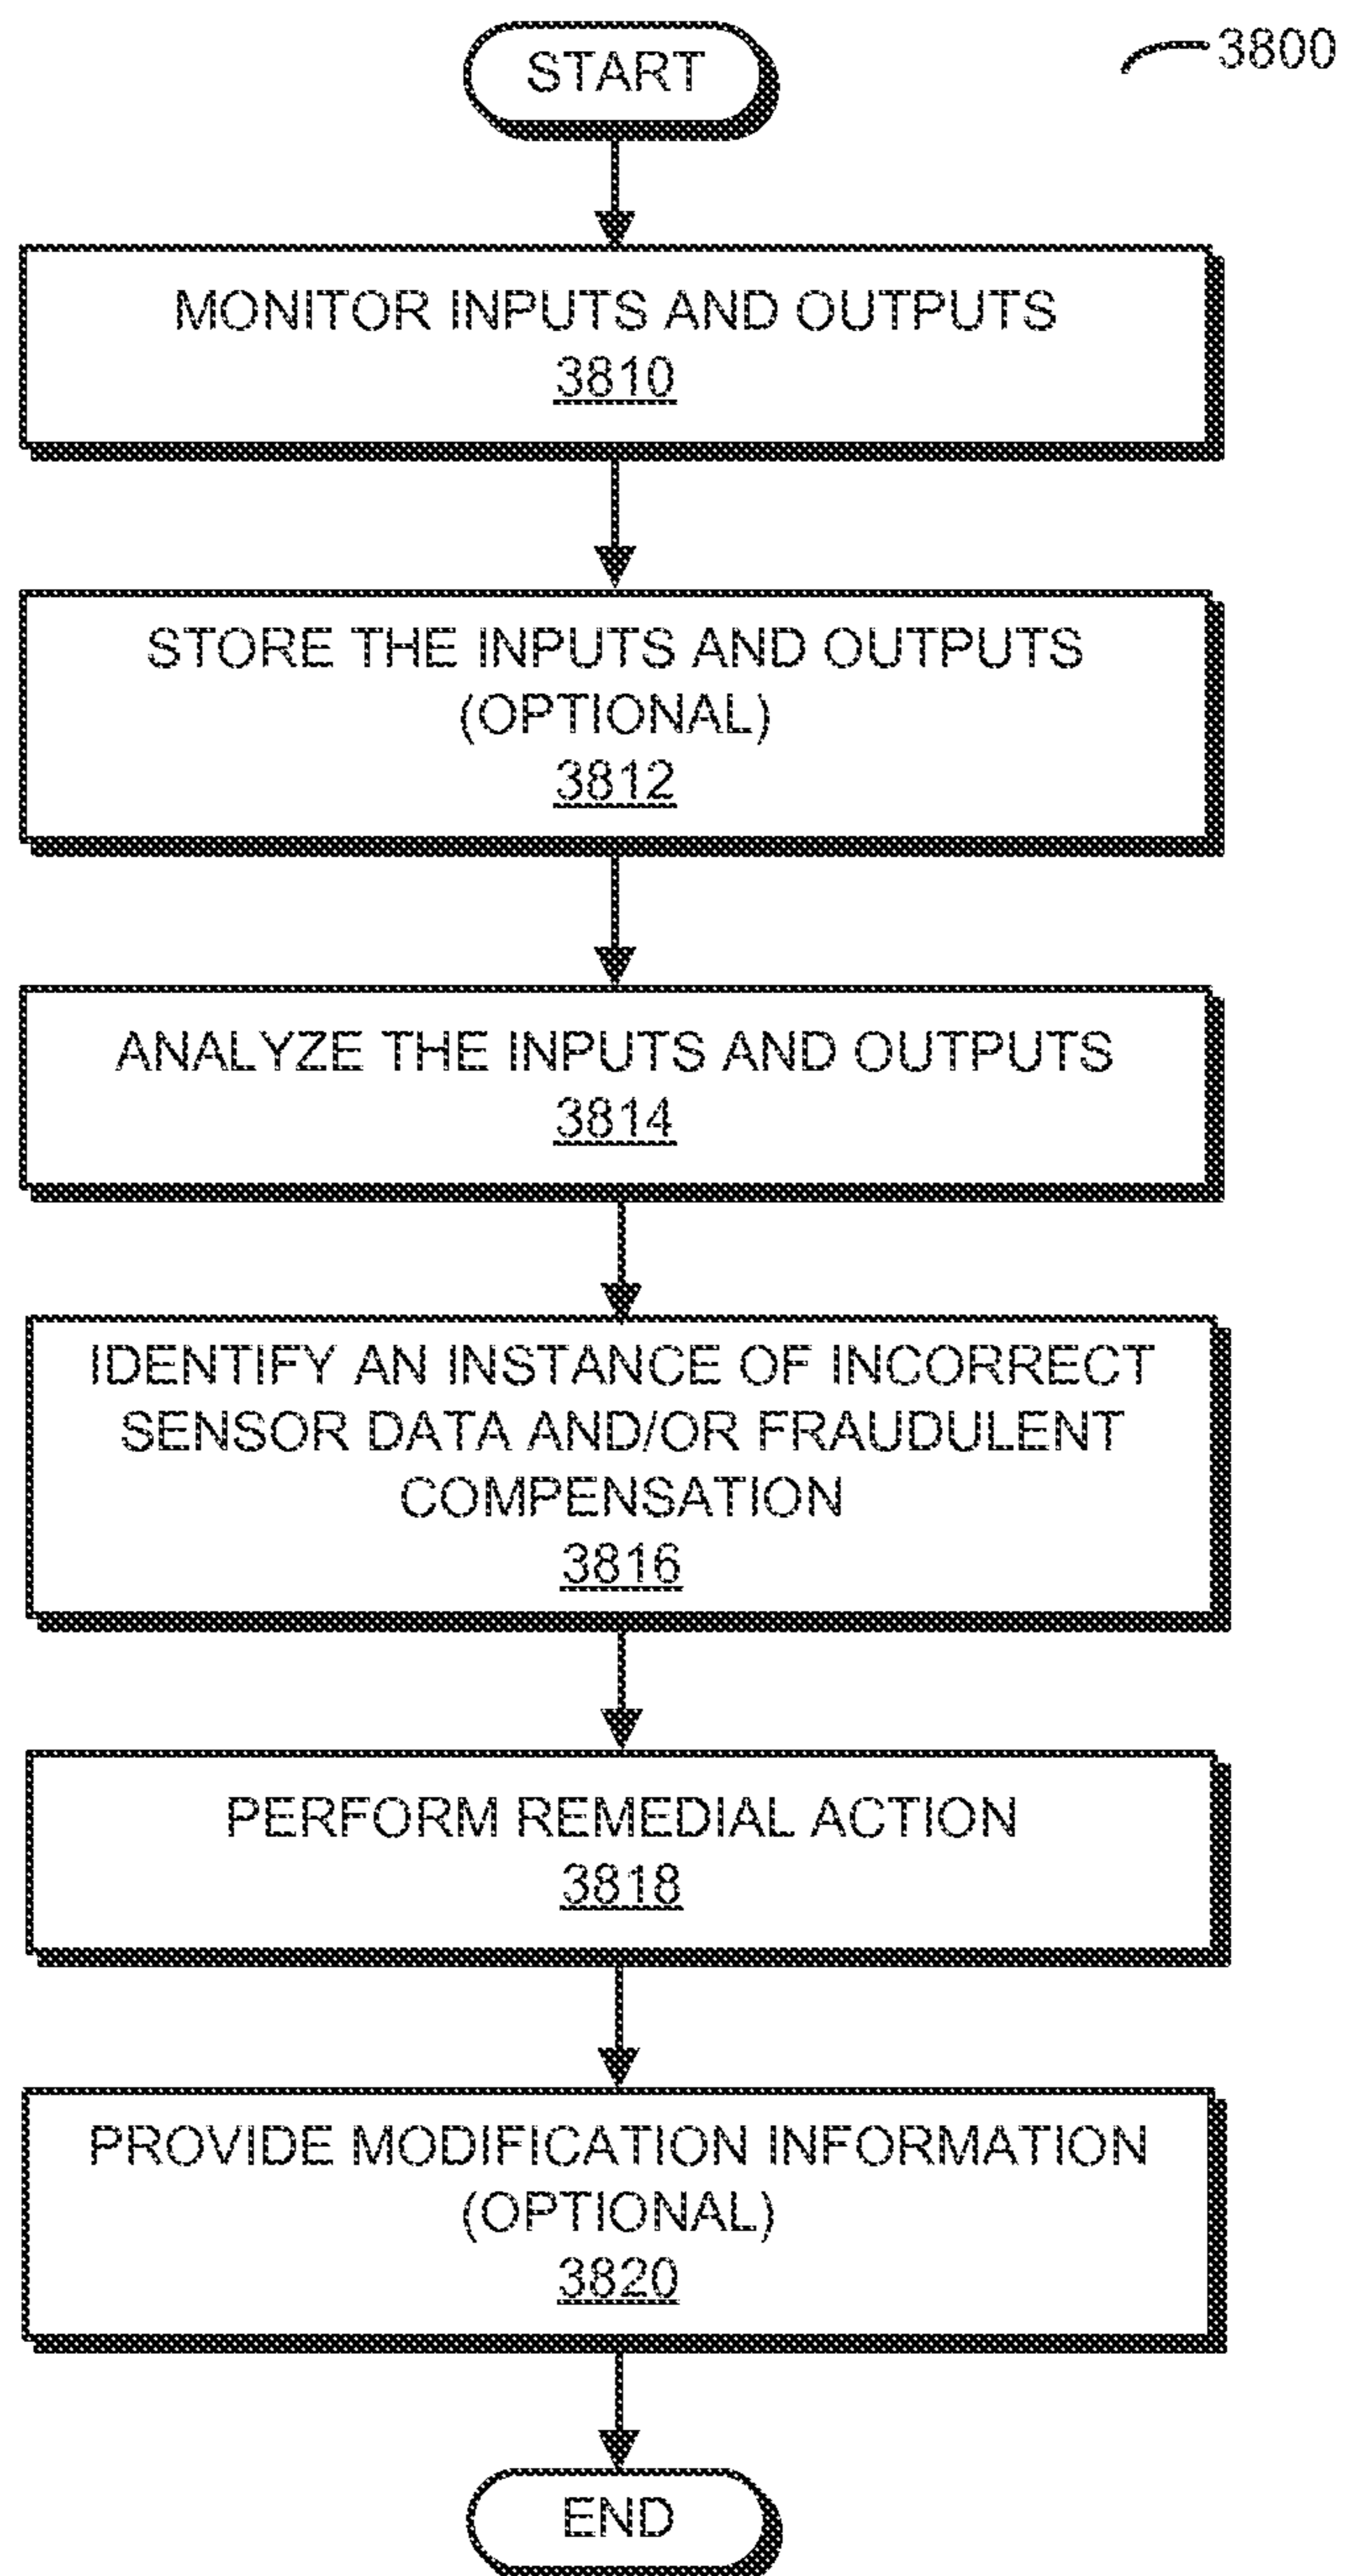 START
3800
MONITOR INPUTS AND OUTPUTS
3810
STORE THE INPUTS AND OUTPUTS
(OPTIONAL)
3812
ANALYZE THE INPUTS AND OUTPUTS
3814
IDENTIFY AN INSTANCE OF INCORRECT
SENSOR DATA AND/OR FRAUDULENT
COMPENSATION
3816
PERFORM REMEDIAL ACTION
3818
PROVIDE MODIFICATION INFORMATION
(OPTIONAL)
3820
END